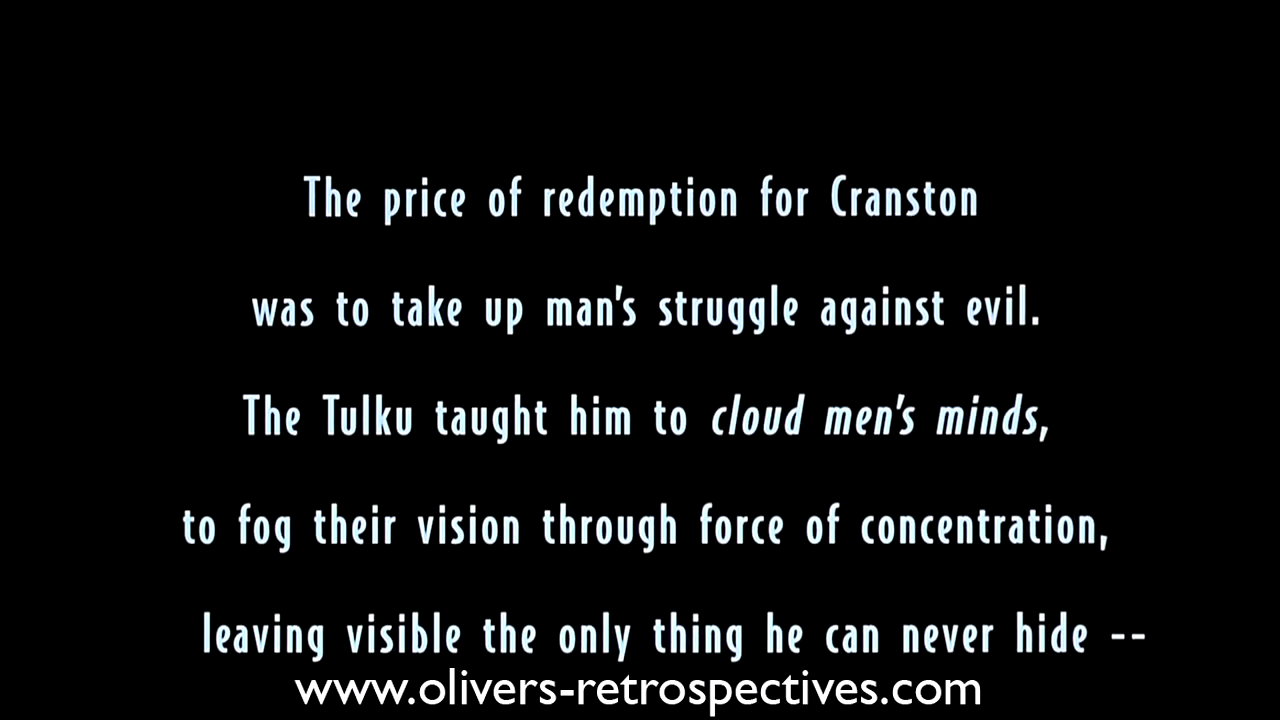 The price of redemption for Cranston
was to take up man's struggle against evil.
The Tulku taught him to cloud men's minds,
to fog their vision through force of concentration,
leaving visible the only thing he can never hide --
www.olivers-retrospectives.com